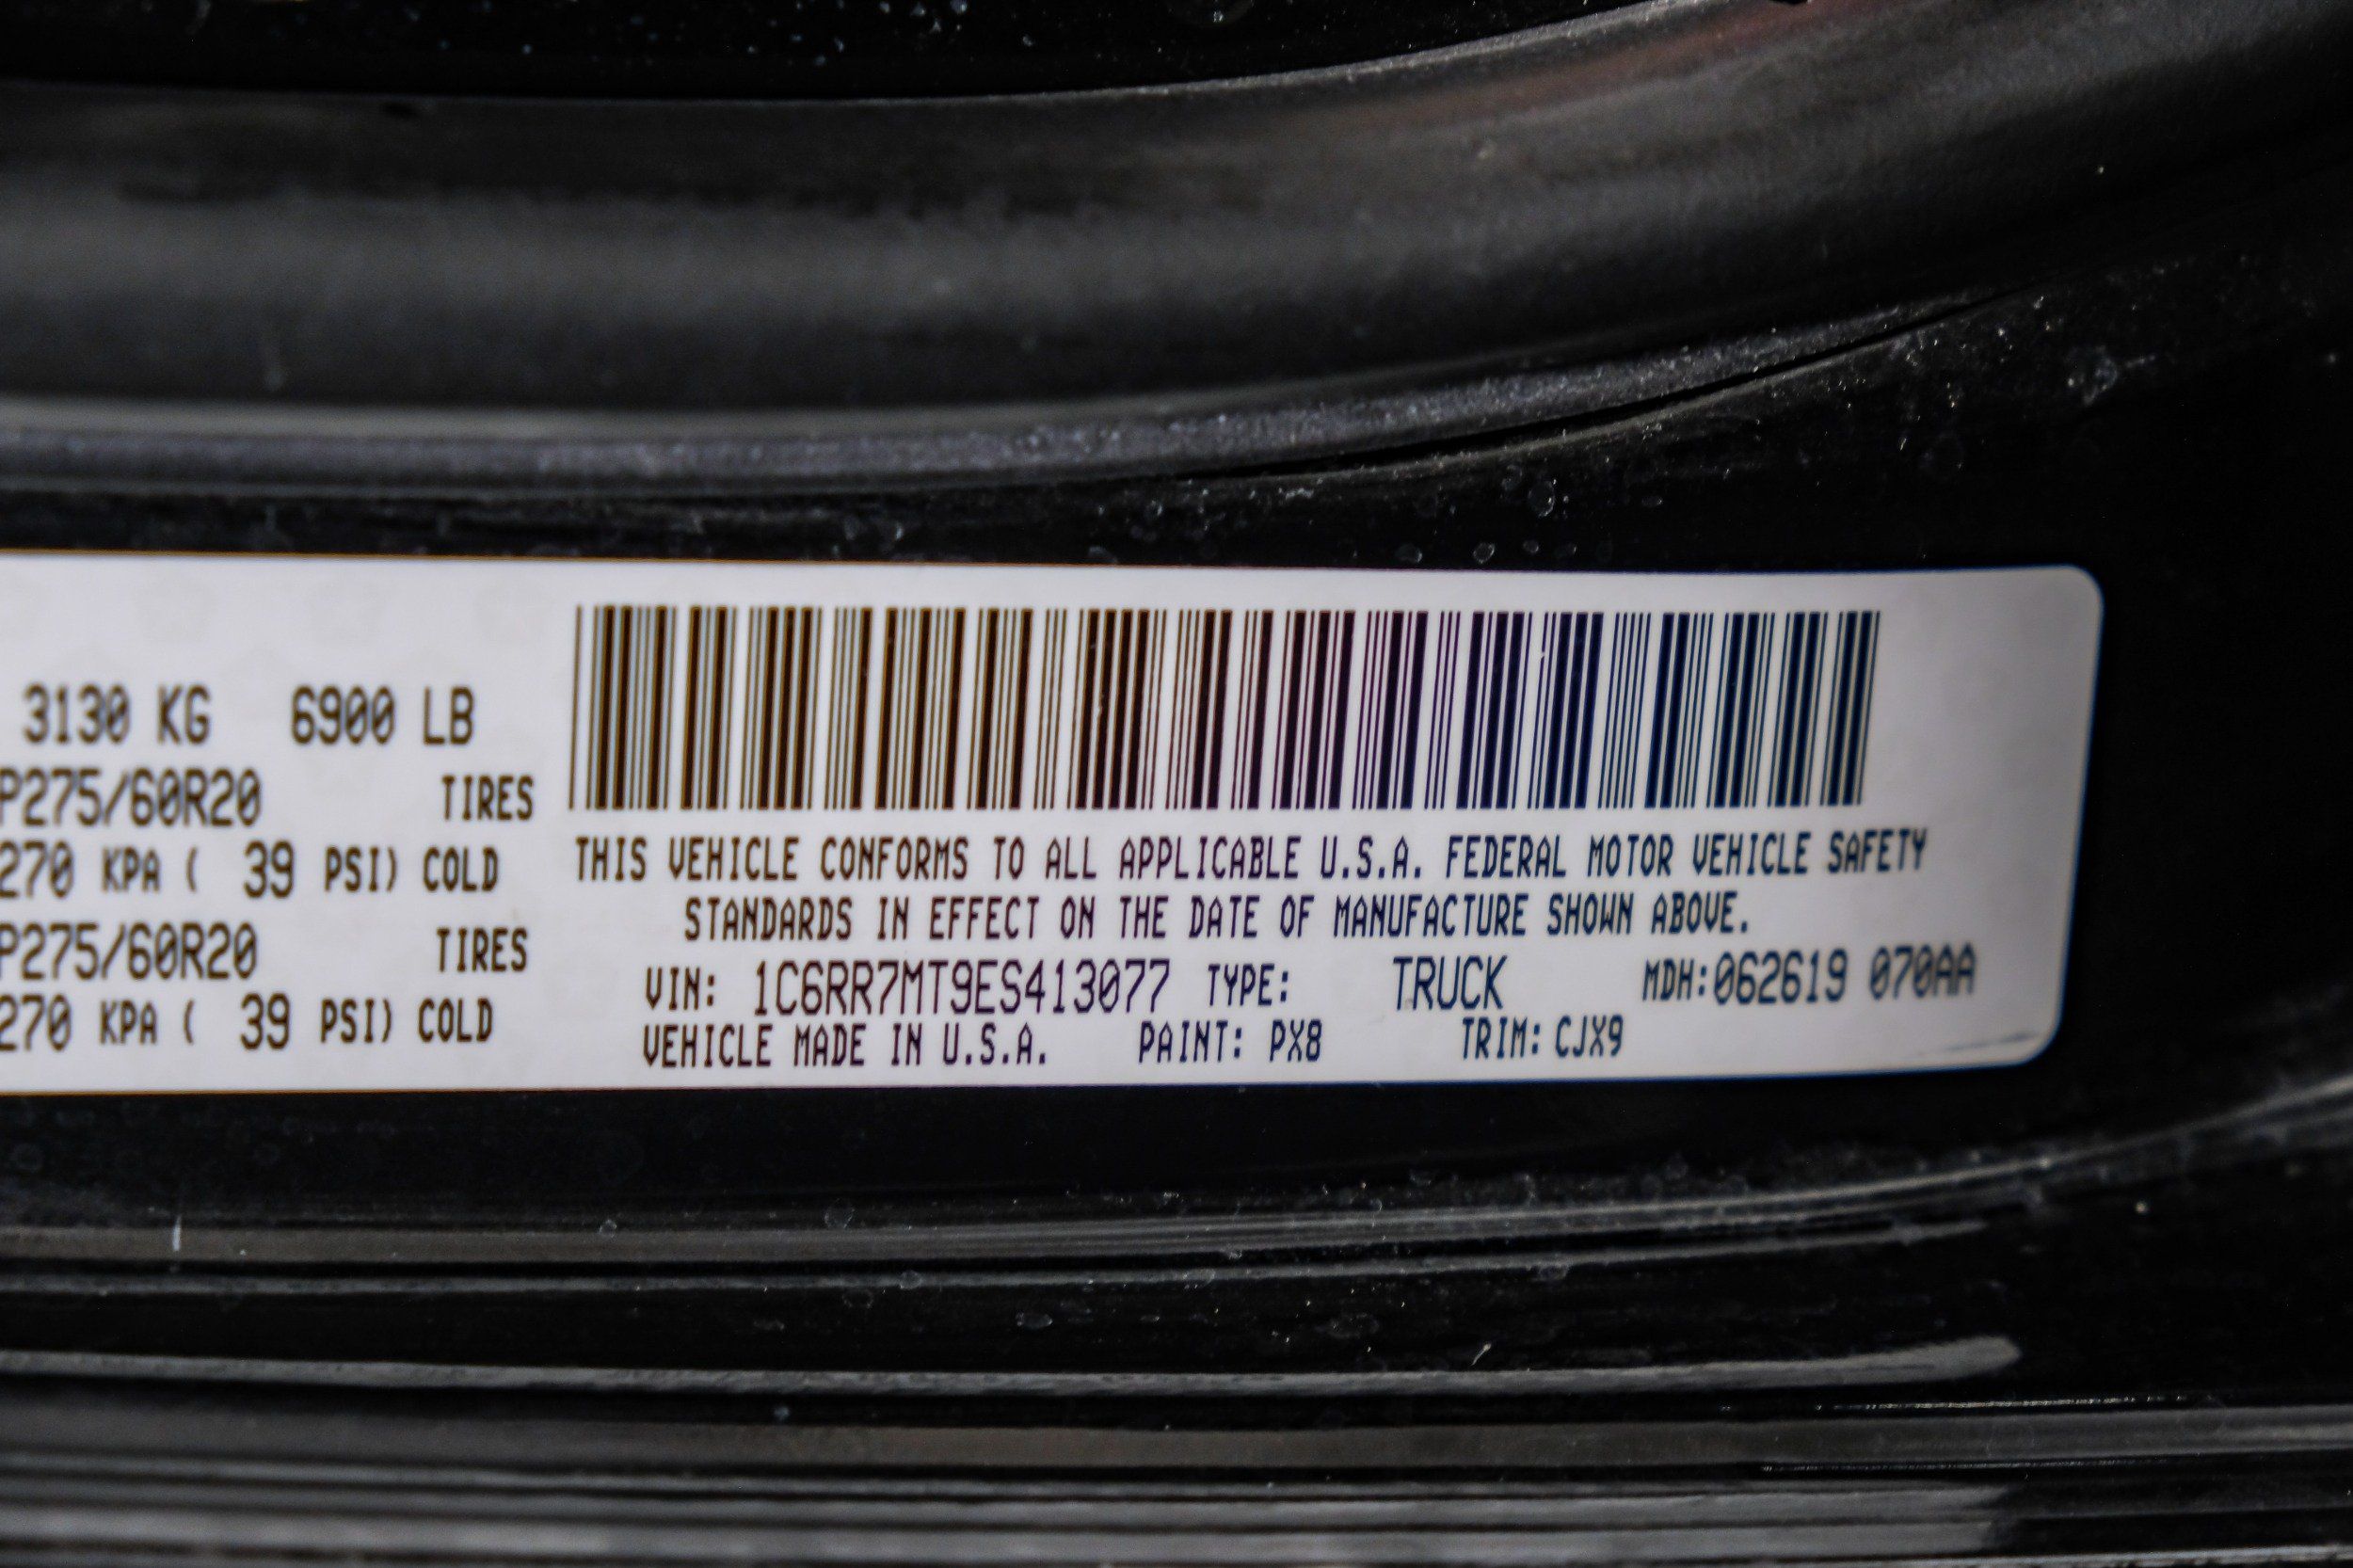 3130 KG 6900 LB
P275/60R20 TIRES
270 KPA ( 39 PSI) COLD
P275/60R20 TIRES
270 KPA ( 39 PSI) COLD
THIS VEHICLE CONFORMS TO ALL APPLICABLE U.S.A. FEDERAL MOTOR VEHICLE SAFETY
STANDARDS IN EFFECT ON THE DATE OF MANUFACTURE SHOWN ABOVE.
VIN: 1C6RR7MT9ES413077 TYPE: TRUCK MDH:062619 070AA
VEHICLE MADE IN U.S.A. PAINT: PX8 TRIM: CJX9